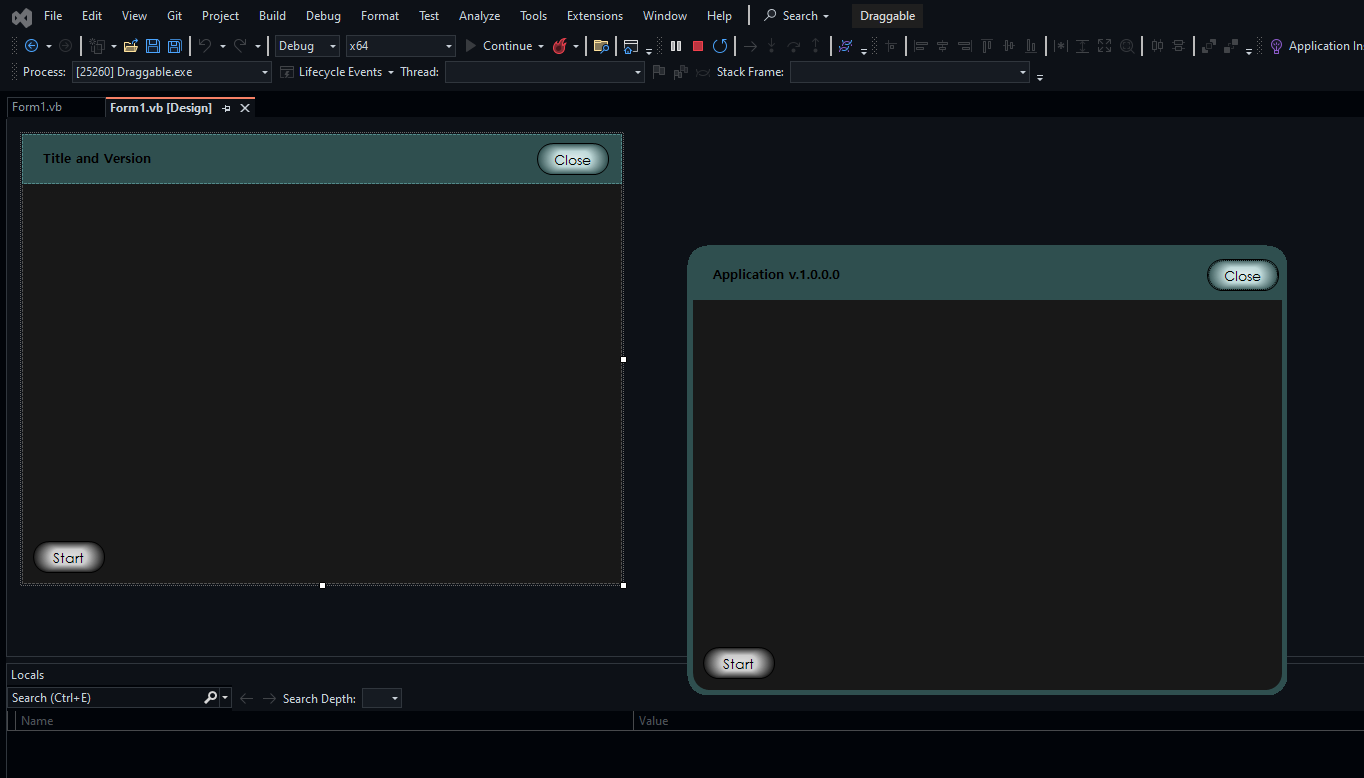 File Edit View Git Project Build Debug Format Test Analyze Tools Extensions Window Help Search Draggable
Debug x64 Continue Application In
Process: [25260] Draggable.exe Lifecycle Events Thread: Stack Frame:
Form1.vb Form1.vb [Design]
Title and Version Close
Start
Application v.1.0.0.0 Close
Start
Locals
Search (Ctrl+E) Search Depth:
Name Value